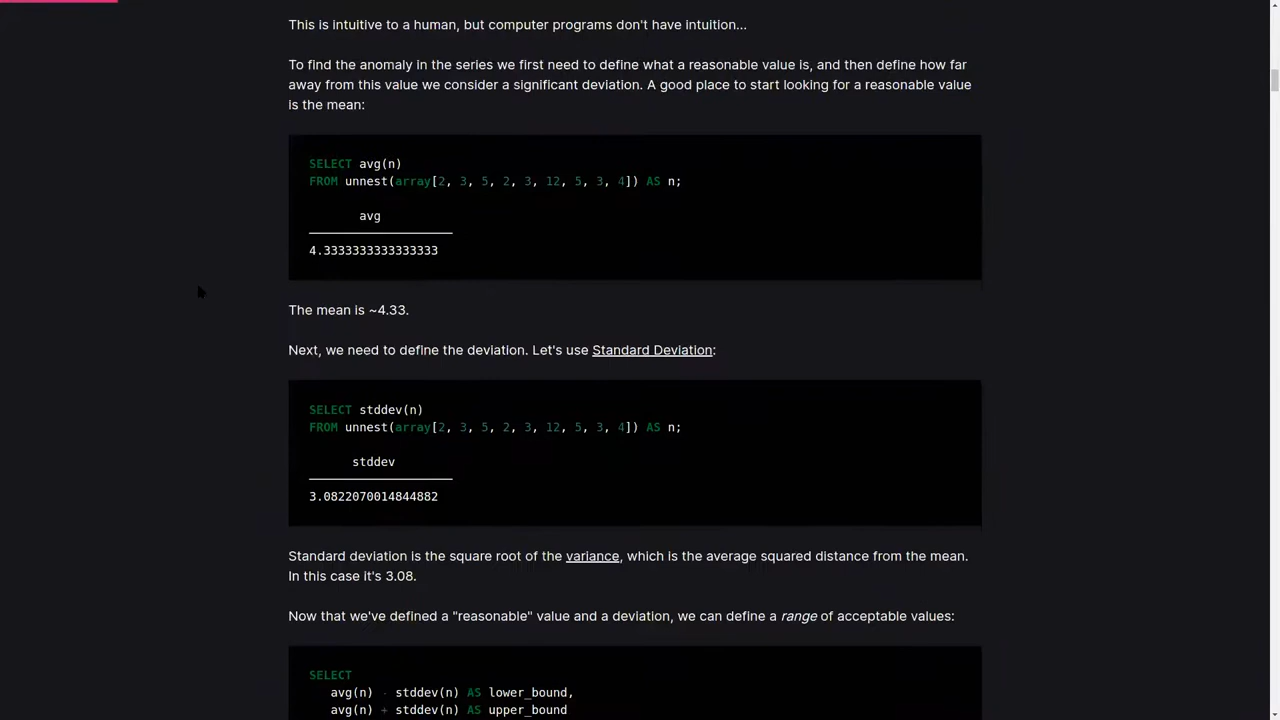 This is intuitive to a human, but computer programs don't have intuition...
To find the anomaly in the series we first need to define what a reasonable value is, and then define how far
away from this value we consider a significant deviation. A good place to start looking for a reasonable value
is the mean:
SELECT avg(n)
FROM unnest(array[2, 3, 5, 2, 3, 12, 5, 3, 4]) AS n;
avg
4.3333333333333333
The mean is ~4.33.
Next, we need to define the deviation. Let's use Standard Deviation:
SELECT stddev(n)
FROM unnest(array[2, 3, 5, 2, 3, 12, 5, 3, 4]) AS n;
stddev
3.0822070014844882
Standard deviation is the square root of the variance, which is the average squared distance from the mean.
In this case it's 3.08.
Now that we've defined a "reasonable" value and a deviation, we can define a range of acceptable values:
SELECT
avg(n) - stddev(n) AS lower_bound,
avg(n) + stddev(n) AS upper_bound